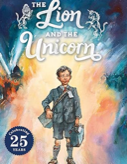 THE
Lion
AND THE
Unicorn
Celebrating
25
YEARS